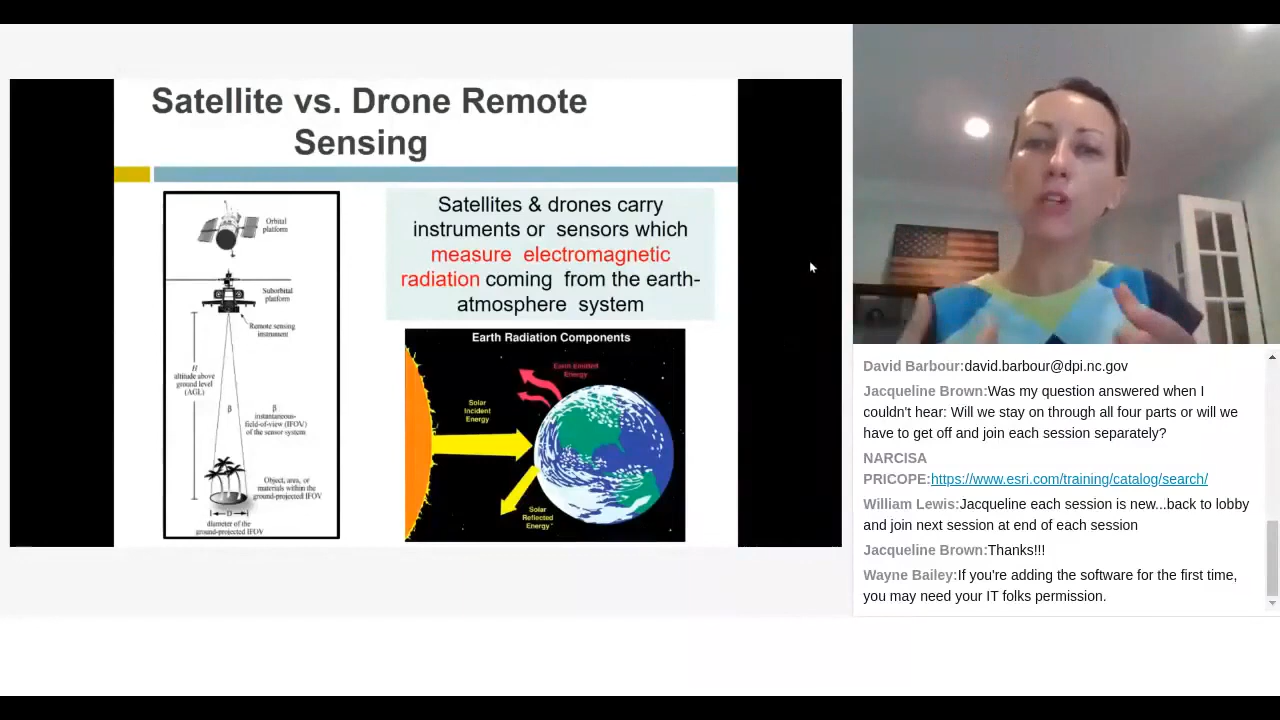 Satellite vs. Drone Remote
Sensing
Orbital
platform
Suborbital
platform
Remote sensing
instrument
H
altitude above
ground level
(AGL)
β
β
instantaneous-
field-of-view (IFOV)
of the sensor system
Object, area, or
materials within the
ground-projected IFOV
D
diameter of the
ground-projected IFOV
Satellites & drones carry
instruments or sensors which
measure electromagnetic
radiation coming from the earth-
atmosphere system
Earth Radiation Components
Earth Emitted
Energy
Solar
Incident
Energy
Solar
Reflected
Energy
David Barbour:david.barbour@dpi.nc.gov
Jacqueline Brown:Was my question answered when I
couldn't hear: Will we stay on through all four parts or will we
have to get off and join each session separately?
NARCISA
PRICOPE:https://www.esri.com/training/catalog/search/
William Lewis:Jacqueline each session is new...back to lobby
and join next session at end of each session
Jacqueline Brown:Thanks!!!
Wayne Bailey:If you're adding the software for the first time,
you may need your IT folks permission.